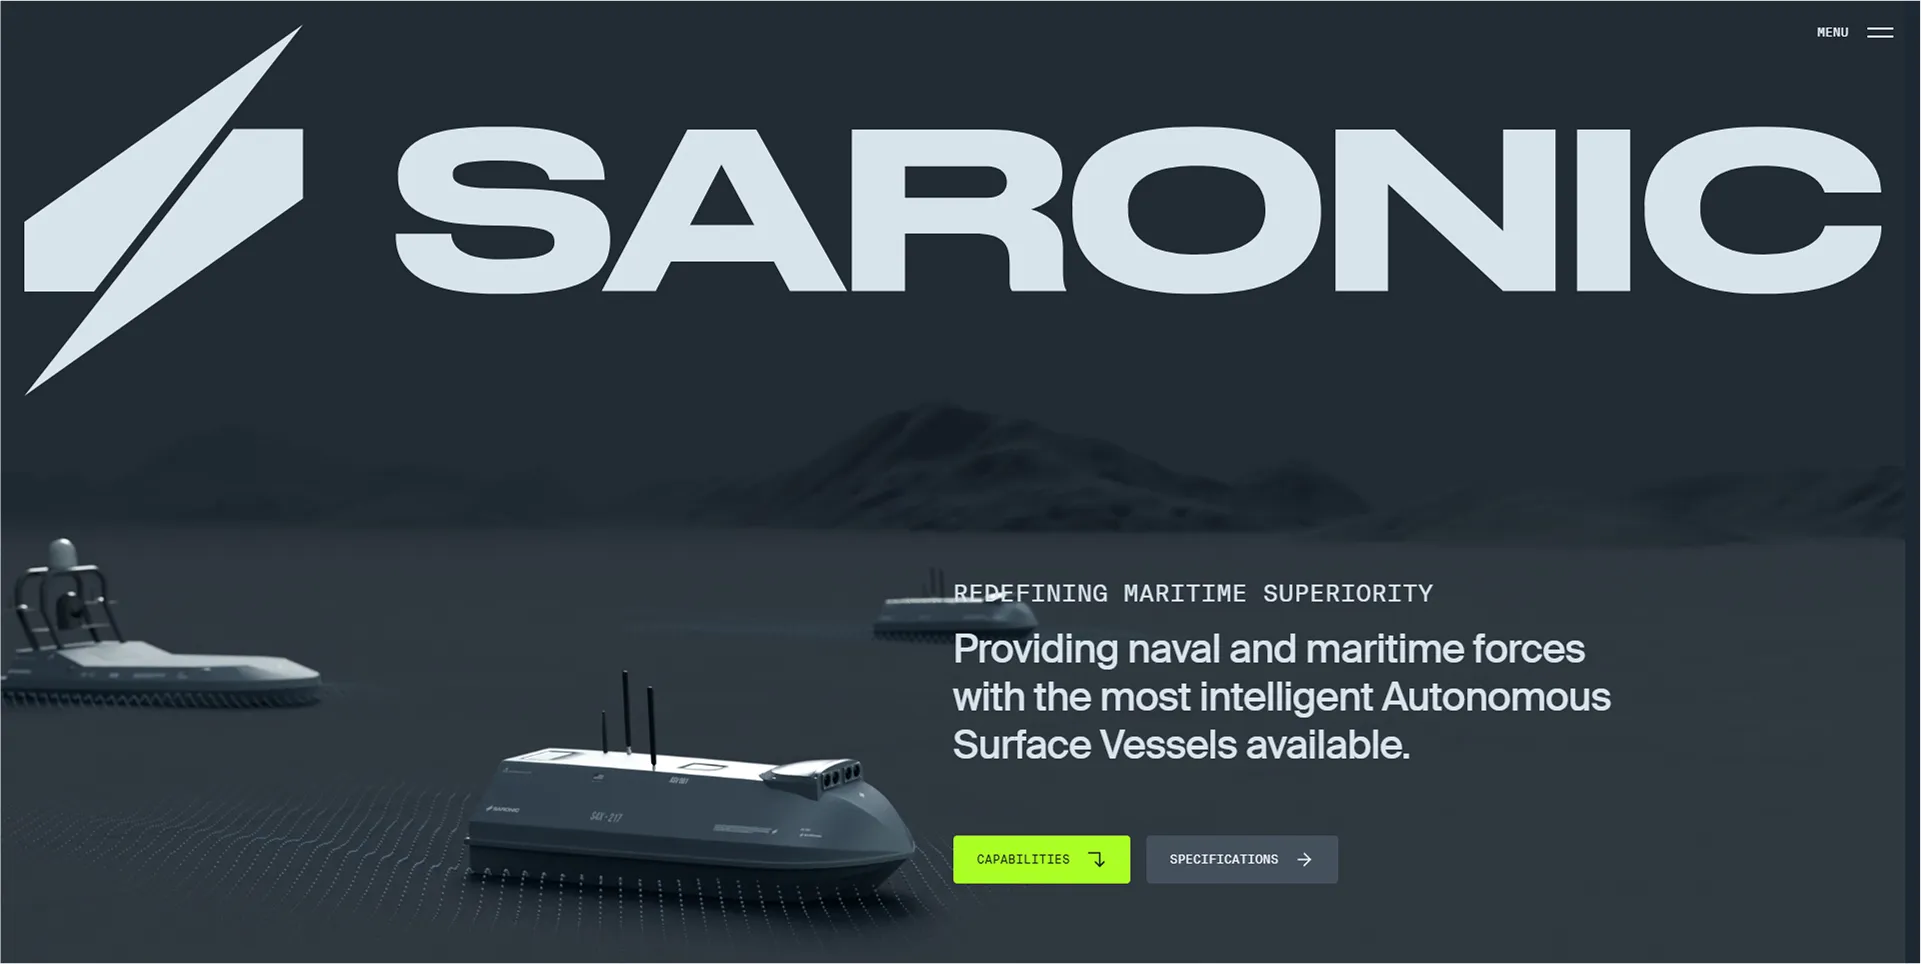 MENU
SARONIC
REDEFINING MARITIME SUPERIORITY
Providing naval and maritime forces
with the most intelligent Autonomous
Surface Vessels available.
SARONIC
CAPABILITIES
SPECIFICATIONS